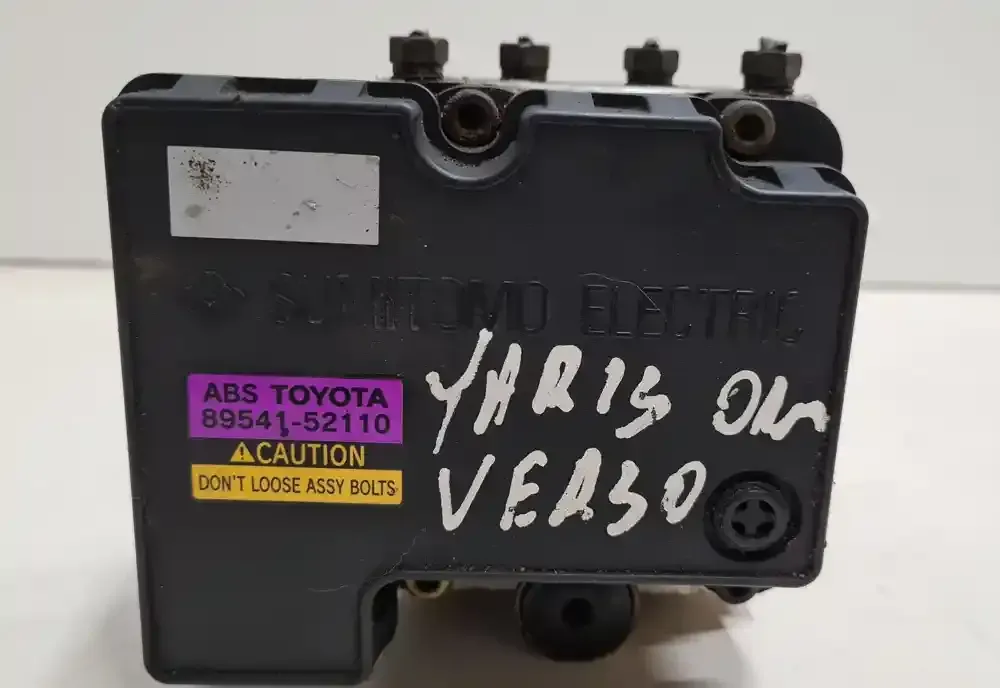 SUMITOMO ELECTRIC
ABS TOYOTA
89541-52110
CAUTION
DON'T LOOSE ASSY BOLTS
YARIS
VERSO